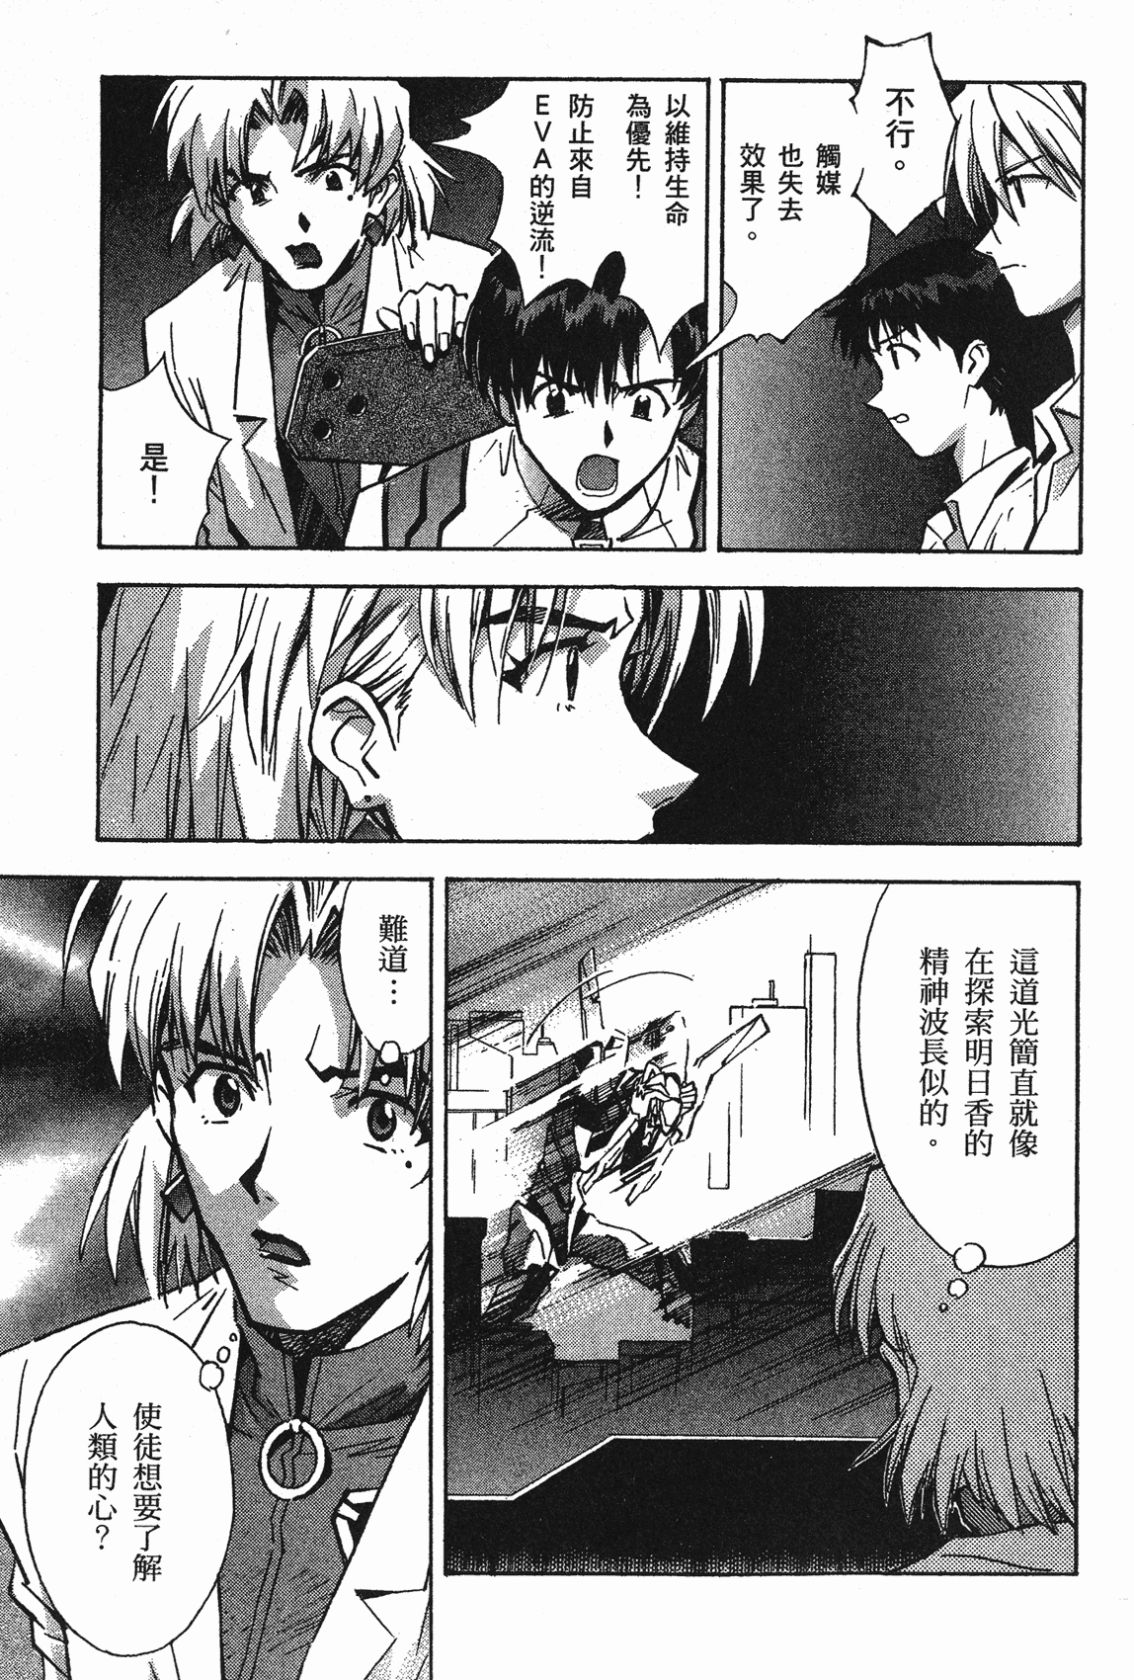 不行。
觸媒
也失去
效果了。
以維持生命
為優先！
防止來自
EVA的逆流！
是！
這道光簡直就像
在探索明日香的
精神波長似的。
難道…
使徒想要了解
人類的心？